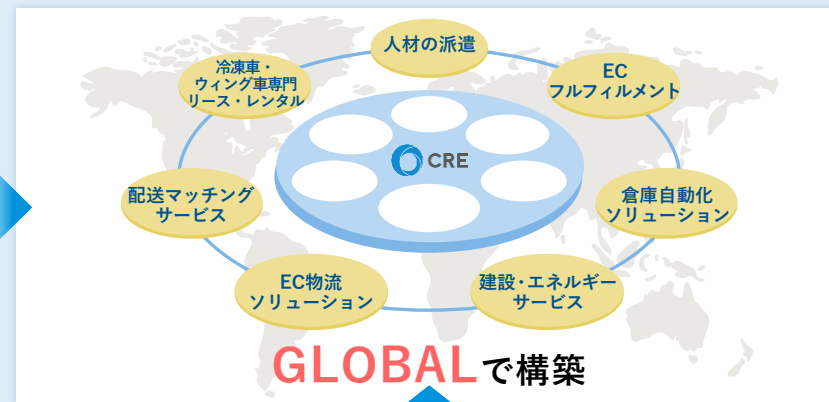 人材の派遣
冷凍車・
ウィング車専門
リース・レンタル
EC
フルフィルメント
CRE
配送マッチング
サービス
倉庫自動化
ソリューション
EC物流
ソリューション
建設・エネルギー
サービス
GLOBALで構築